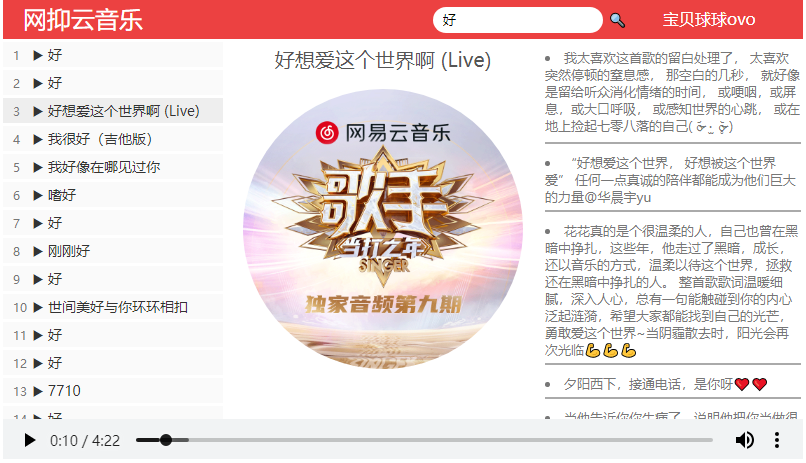 网抑云音乐
好
宝贝球球ovo
1 好
2 好
3 好想爱这个世界啊 (Live)
4 我很好（吉他版）
5 我好像在哪见过你
6 嗜好
7 好
8 刚刚好
9 好
10 世间美好与你环环相扣
11 好
12 好
13 7710
14 好
好想爱这个世界啊 (Live)
网易云音乐
歌手
当打之年
SINGER
独家音频第九期
我太喜欢这首歌的留白处理了， 太喜欢
突然停顿的窒息感， 那空白的几秒， 就好像
是留给听众消化情绪的时间， 或哽咽，或屏
息，或大口呼吸， 或感知世界的心跳， 或在
地上捡起七零八落的自己
“好想爱这个世界， 好想被这个世界
爱” 任何一点真诚的陪伴都能成为他们巨大
的力量@华晨宇yu
花花真的是个很温柔的人，自己也曾在黑
暗中挣扎，这些年，他走过了黑暗，成长，
还以音乐的方式，温柔以待这个世界，拯救
还在黑暗中挣扎的人。 整首歌歌词温暖细
腻，深入人心，总有一句能触碰到你的内心
泛起涟漪，希望大家都能找到自己的光芒，
勇敢爱这个世界~当阴霾散去时，阳光会再
次光临💪💪💪
夕阳西下，接通电话，是你呀❤❤
当他告诉你你生病了，说明他把你当做很
0:10 / 4:22